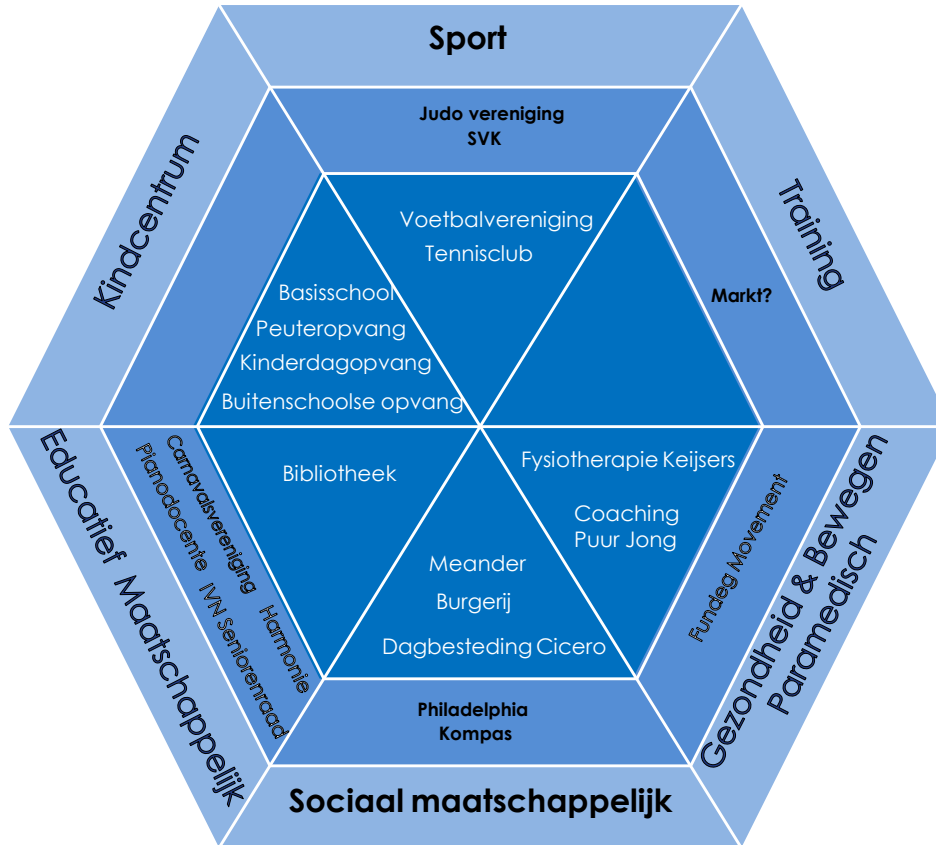 Sport
Judo vereniging
SVK
Voetbalvereniging
Tennisclub
Kindcentrum
Basisschool
Peuteropvang
Kinderdagopvang
Buitenschoolse opvang
Training
Markt?
Educatief Maatschappelijk
Carnavalsvereniging Harmonie
Pianodocente IVN Seniorenraad
Bibliotheek
Fysiotherapie Keijsers
Coaching
Puur Jong
Fundeg Movement
Gezondheid & Bewegen
Paramedisch
Meander
Burgerij
Dagbesteding Cicero
Philadelphia
Kompas
Sociaal maatschappelijk